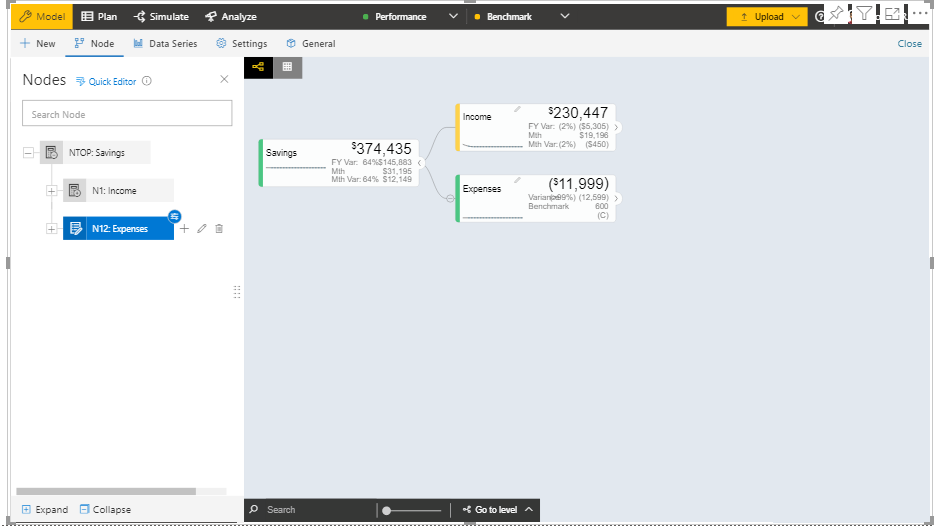 Model Plan Simulate Analyze Performance Benchmark Upload
New Node Data Series Settings General Close
Nodes Quick Editor
Search Node
NTOP: Savings
N1: Income
N12: Expenses
Savings $374,435
FY Var: 64%$145,883
Mth $31,195
Mth Var: 64% $12,149
Income $230,447
FY Var: (2%) ($5,305)
Mth $19,196
Mth Var:(2%) ($450)
Expenses ($11,999)
Variance (12,599)
Benchmark 600
(C)
Expand Collapse
Search Go to level